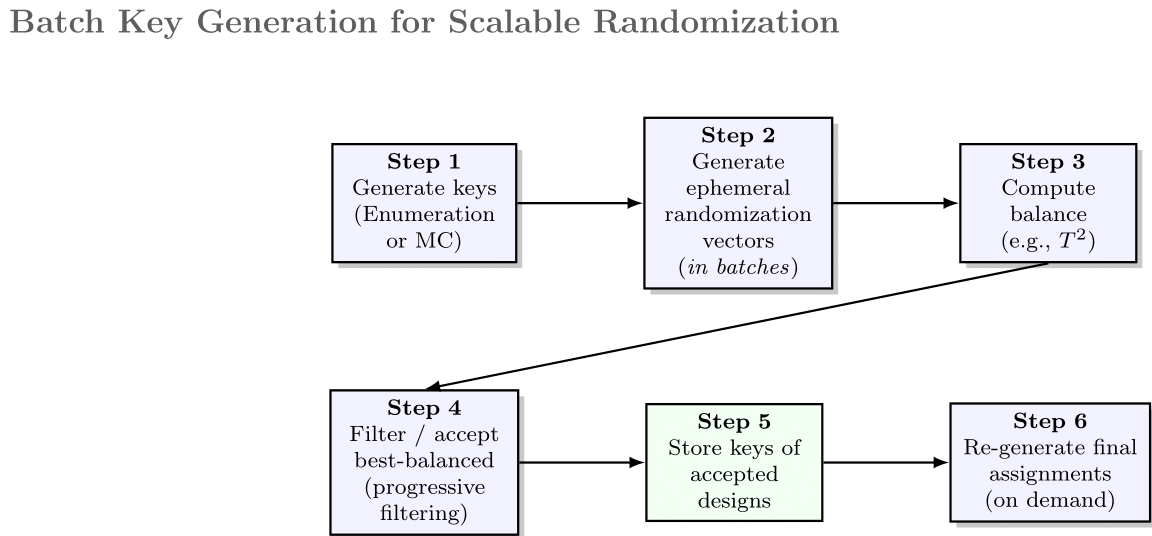 Batch Key Generation for Scalable Randomization
Step 1
Generate keys
(Enumeration
or MC)
Step 2
Generate
ephemeral
randomization
vectors
(in batches)
Step 3
Compute
balance
(e.g., T²)
Step 4
Filter / accept
best-balanced
(progressive
filtering)
Step 5
Store keys of
accepted
designs
Step 6
Re-generate final
assignments
(on demand)